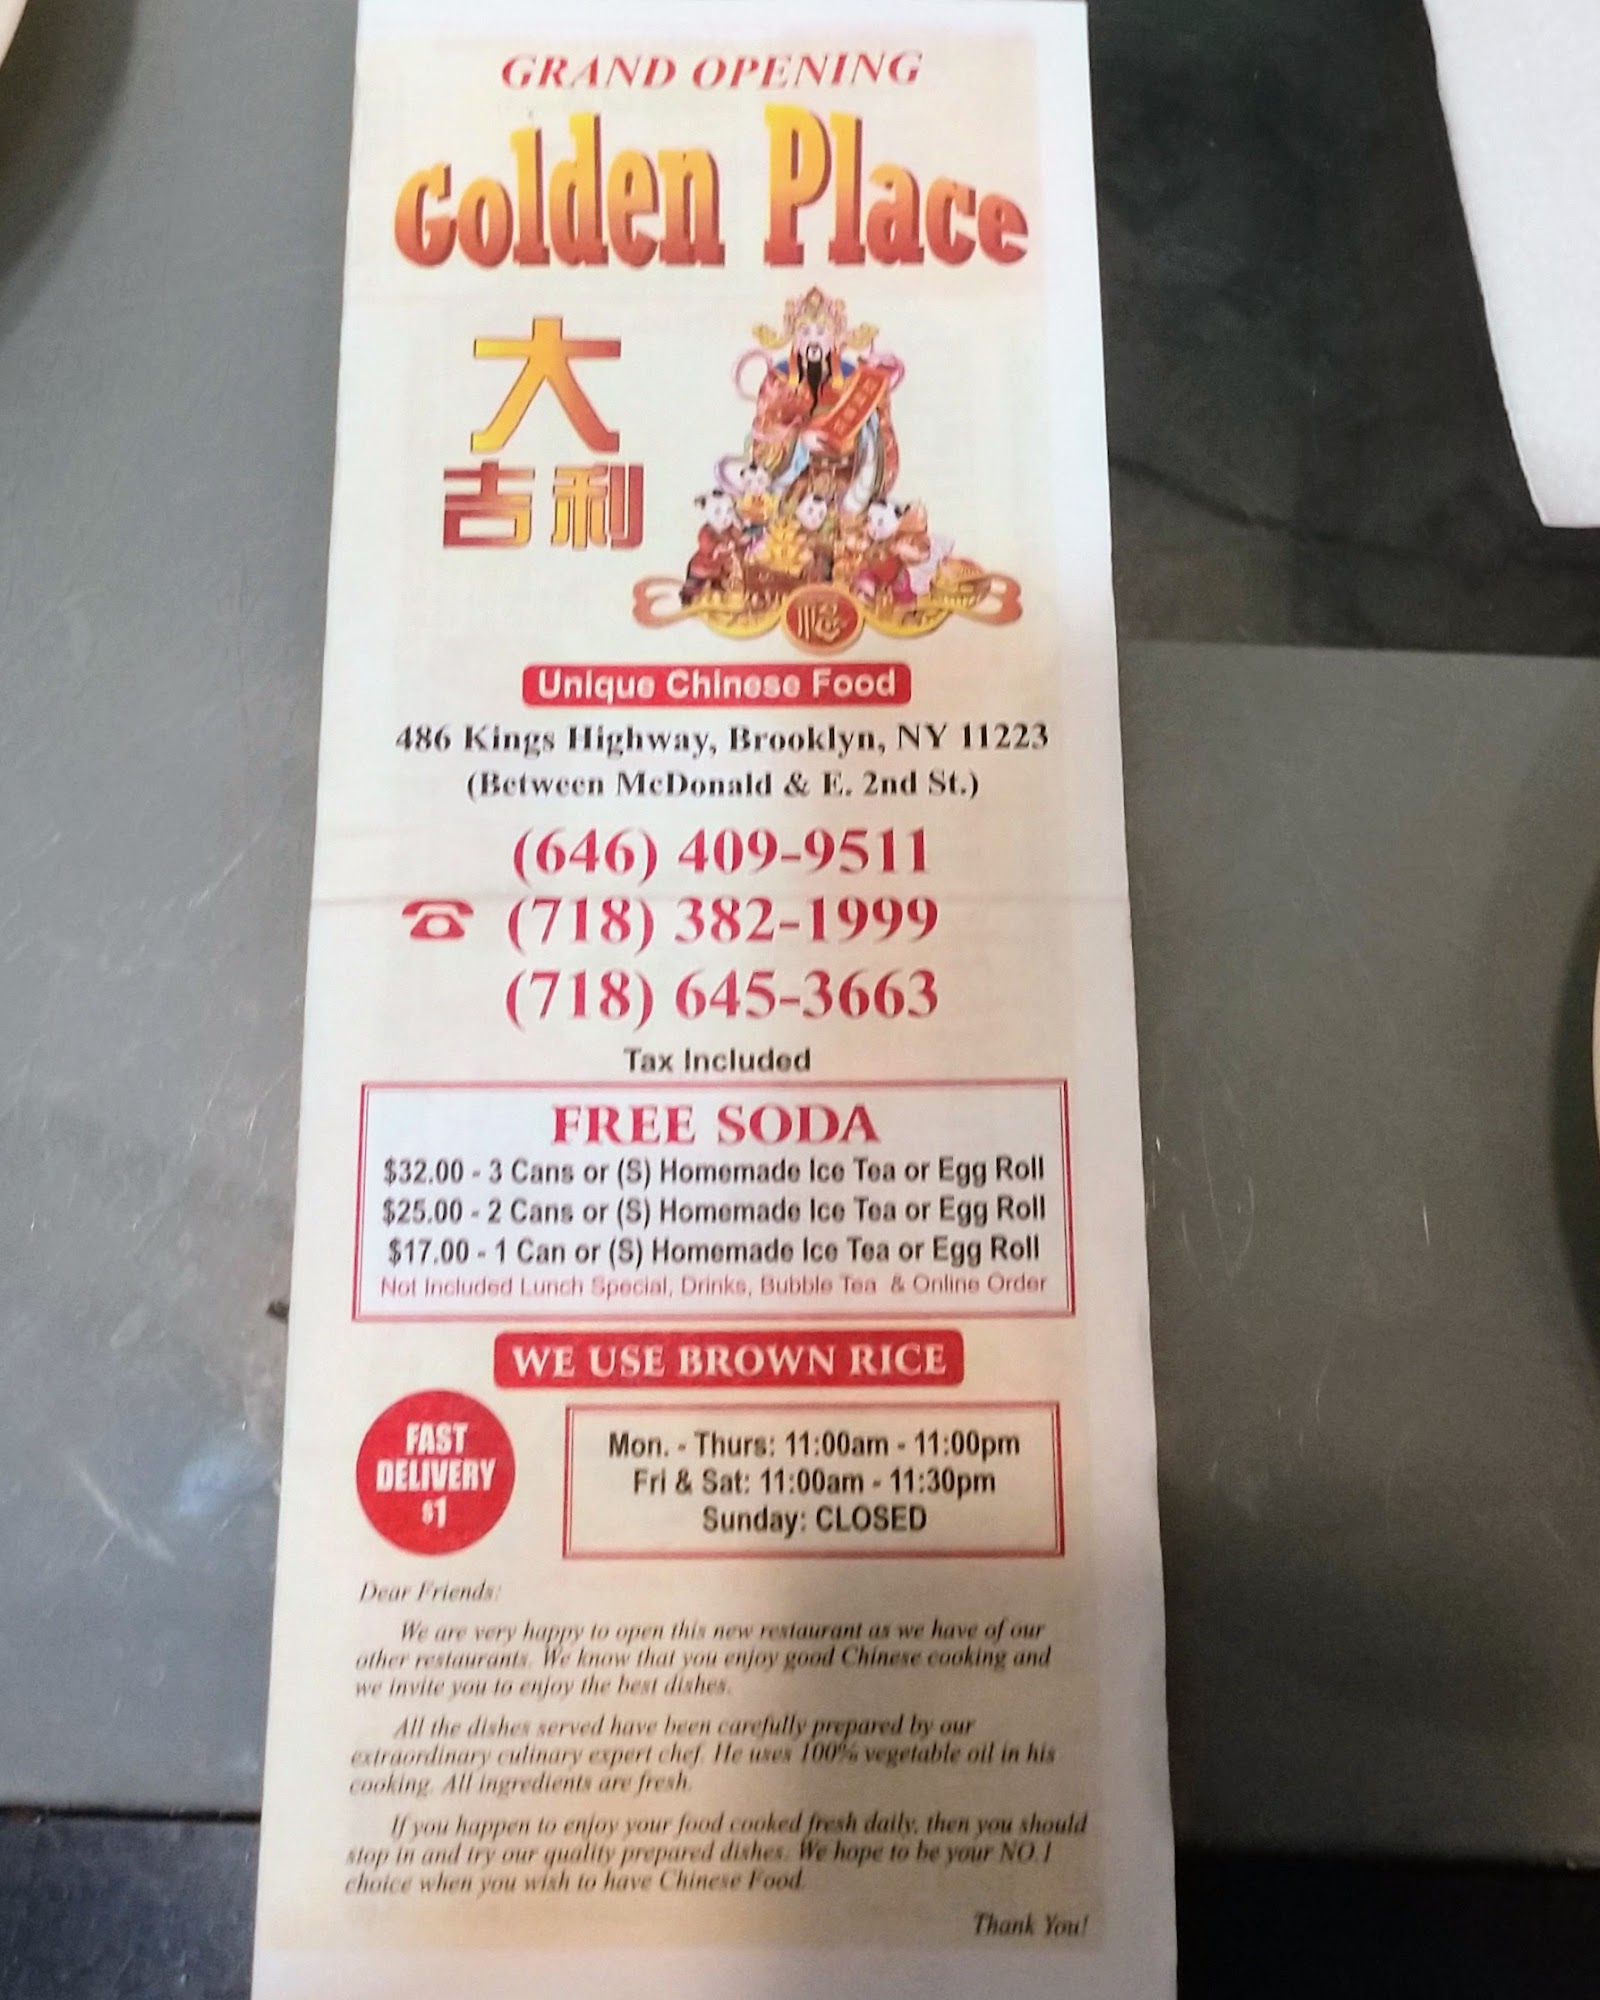 GRAND OPENING
Golden Place
大
吉利
Unique Chinese Food
486 Kings Highway, Brooklyn, NY 11223
(Between McDonald & E. 2nd St.)
(646) 409-9511
(718) 382-1999
(718) 645-3663
Tax Included
FREE SODA
$32.00 - 3 Cans or (S) Homemade Ice Tea or Egg Roll
$25.00 - 2 Cans or (S) Homemade Ice Tea or Egg Roll
$17.00 - 1 Can or (S) Homemade Ice Tea or Egg Roll
Not Included Lunch Special, Drinks, Bubble Tea & Online Order
WE USE BROWN RICE
FAST
DELIVERY
$1
Mon. - Thurs: 11:00am - 11:00pm
Fri & Sat: 11:00am - 11:30pm
Sunday: CLOSED
Dear Friends:
We are very happy to open this new restaurant as we have of our
other restaurants. We know that you enjoy good Chinese cooking and
we invite you to enjoy the best dishes.
All the dishes served have been carefully prepared by our
extraordinary culinary expert chef. He uses 100% vegetable oil in his
cooking. All ingredients are fresh.
If you happen to enjoy your food cooked fresh daily, then you should
stop in and try our quality prepared dishes. We hope to be your NO.1
choice when you wish to have Chinese Food.
Thank You!